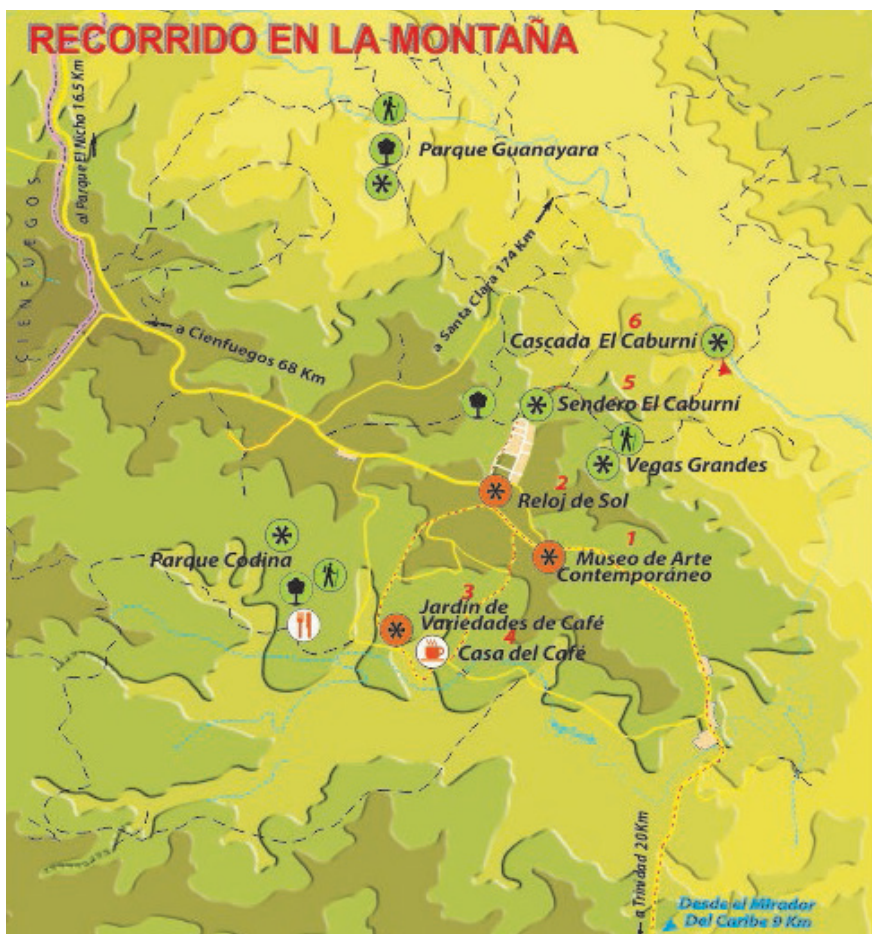 RECORRIDO EN LA MONTAÑA
al Parque El Nicho 16.5 Km
CIENFUEGOS
Parque Guanayara
a Santa Clara 174 Km
a Cienfuegos 68 Km
6
Cascada El Caburní
5
Sendero El Caburní
Vegas Grandes
2
Reloj de Sol
1
Museo de Arte
Contemporáneo
Parque Codina
3
Jardín de
Variedades de Café
4
Casa del Café
a Trinidad 20Km
Desde el Mirador
Del Caribe 9 Km